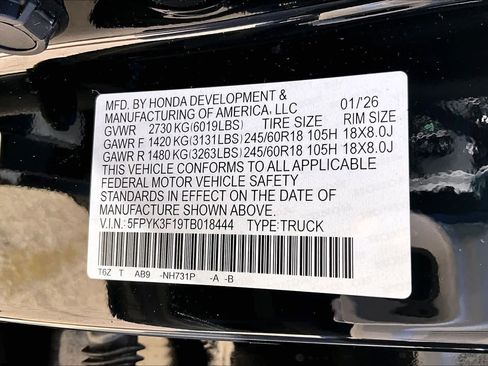 MFD. BY HONDA DEVELOPMENT &
MANUFACTURING OF AMERICA, LLC 01/'26
GVWR 2730 KG(6019LBS) TIRE SIZE RIM SIZE
GAWR F 1420 KG(3131LBS) 245/60R18 105H 18X8.0J
GAWR R 1480 KG(3263LBS) 245/60R18 105H 18X8.0J
THIS VEHICLE CONFORMS TO ALL APPLICABLE
FEDERAL MOTOR VEHICLE SAFETY
STANDARDS IN EFFECT ON THE DATE OF
MANUFACTURE SHOWN ABOVE.
V.I.N.: 5FPYK3F19TB018444 TYPE:TRUCK
T6Z T AB9 -NH731P -A -B